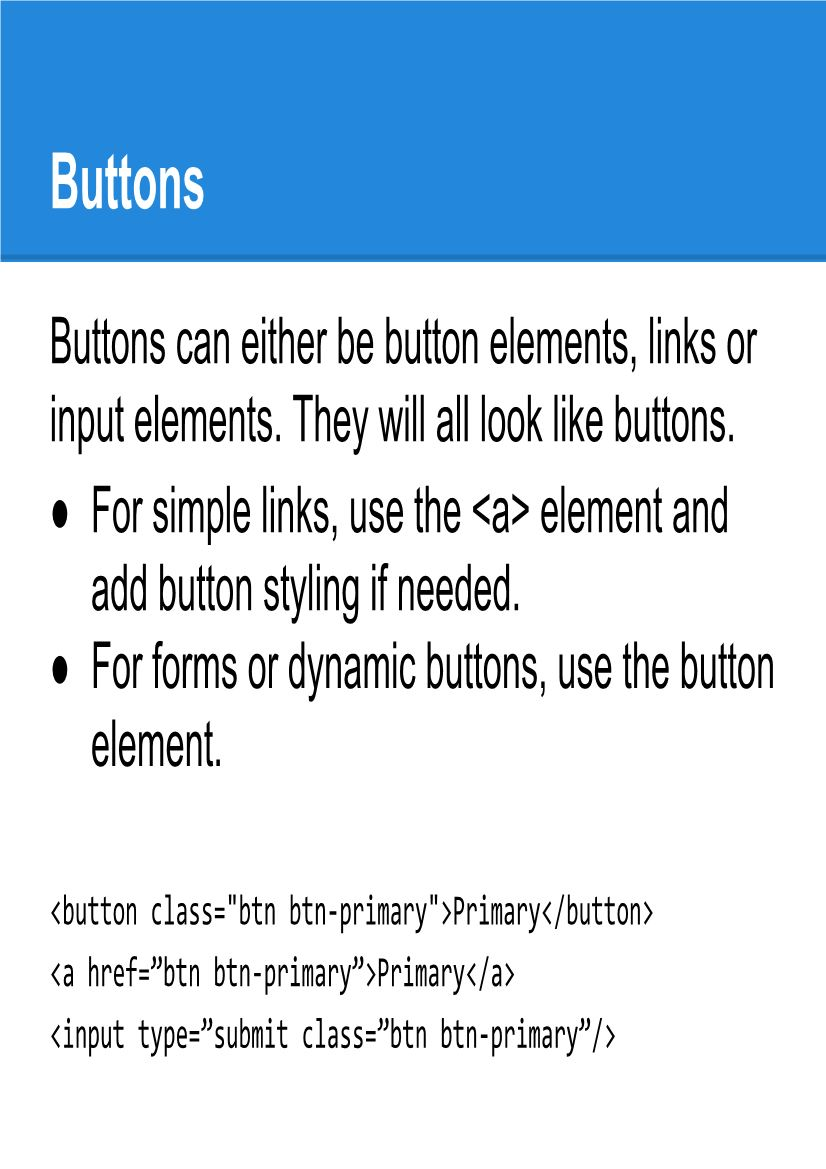 Buttons
Buttons can either be button elements, links or
input elements. They will all look like buttons.
● For simple links, use the <a> element and
add button styling if needed.
● For forms or dynamic buttons, use the button
element.
<button class="btn btn-primary">Primary</button>
<a href=”btn btn-primary”>Primary</a>
<input type=”submit class=”btn btn-primary”/>